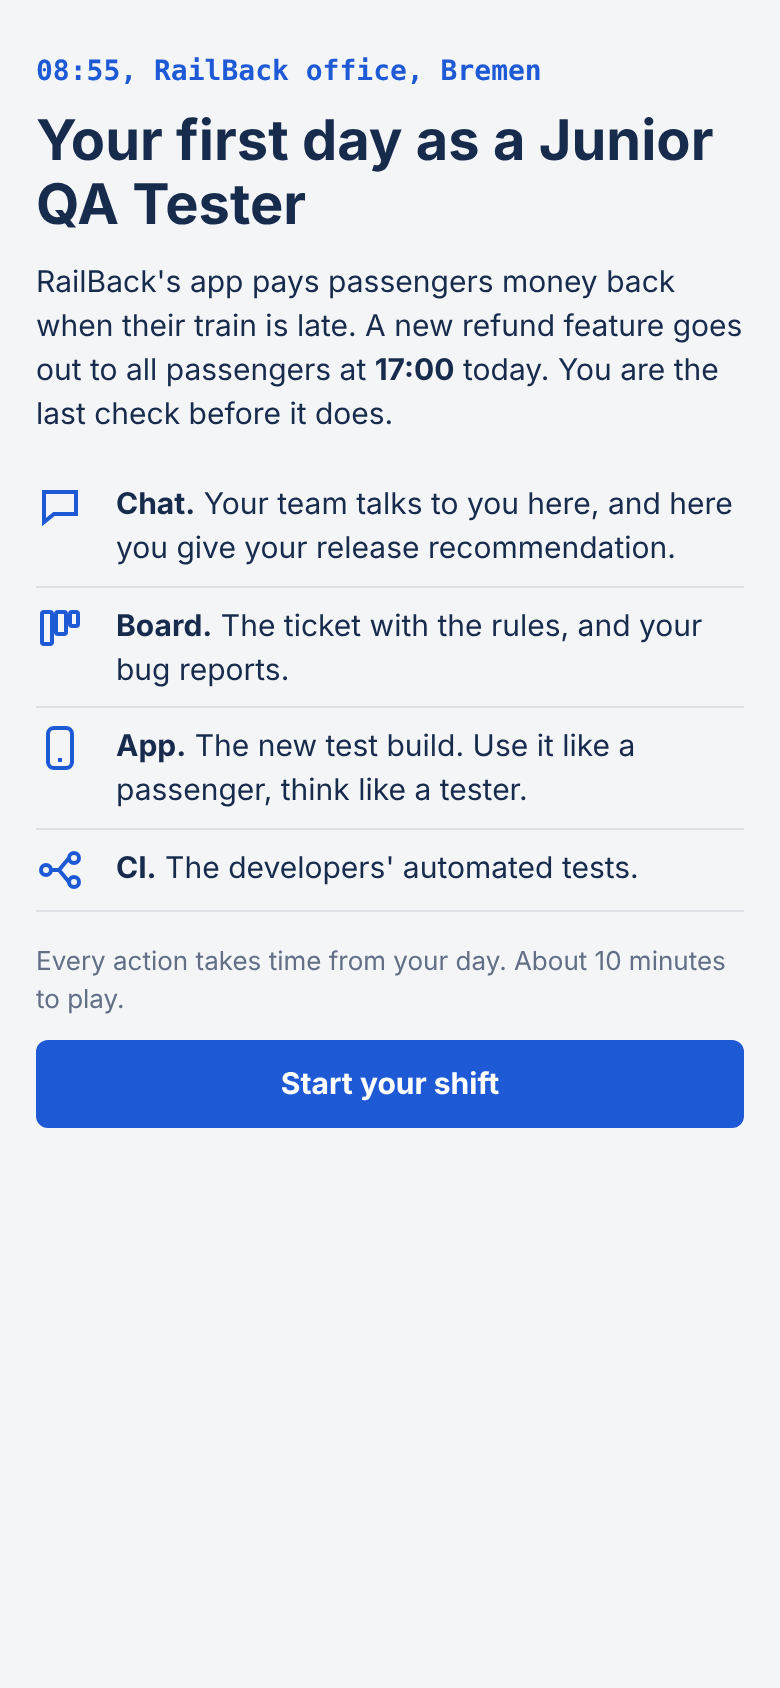 08:55, RailBack office, Bremen
Your first day as a Junior
QA Tester
RailBack's app pays passengers money back
when their train is late. A new refund feature goes
out to all passengers at 17:00 today. You are the
last check before it does.
Chat. Your team talks to you here, and here
you give your release recommendation.
Board. The ticket with the rules, and your
bug reports.
App. The new test build. Use it like a
passenger, think like a tester.
CI. The developers' automated tests.
Every action takes time from your day. About 10 minutes
to play.
Start your shift